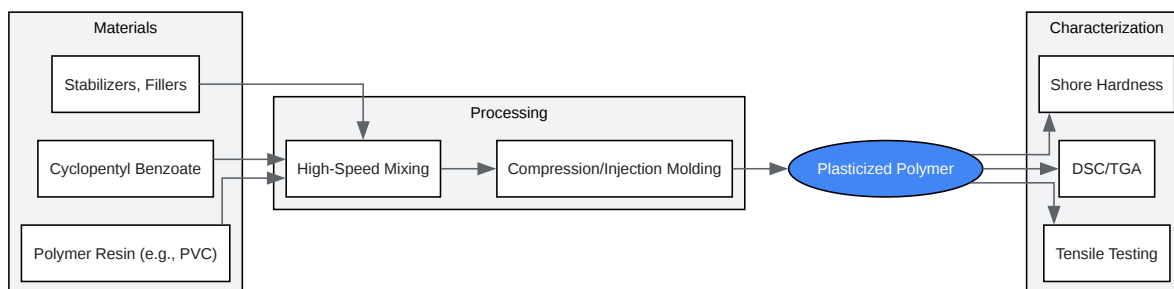 Materials
Stabilizers, Fillers
Cyclopentyl Benzoate
Polymer Resin (e.g., PVC)
Processing
High-Speed Mixing
Compression/Injection Molding
Plasticized Polymer
Characterization
Shore Hardness
DSC/TGA
Tensile Testing